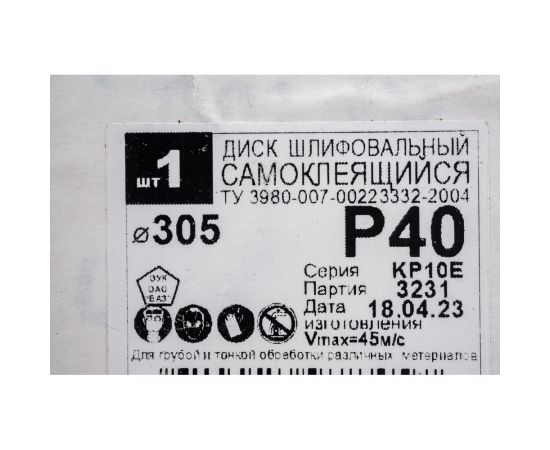 1 шт
ДИСК ШЛИФОВАЛЬНЫЙ
САМОКЛЕЯЩИЙСЯ
ТУ 3980-007-00223332-2004
⌀305
P40
Серия KP10E
Партия 3231
Дата 18.04.23
изготовления
Vmax=45м/с
ОАО
"ВАЗ"
Для грубой и тонкой обработки различных материалов